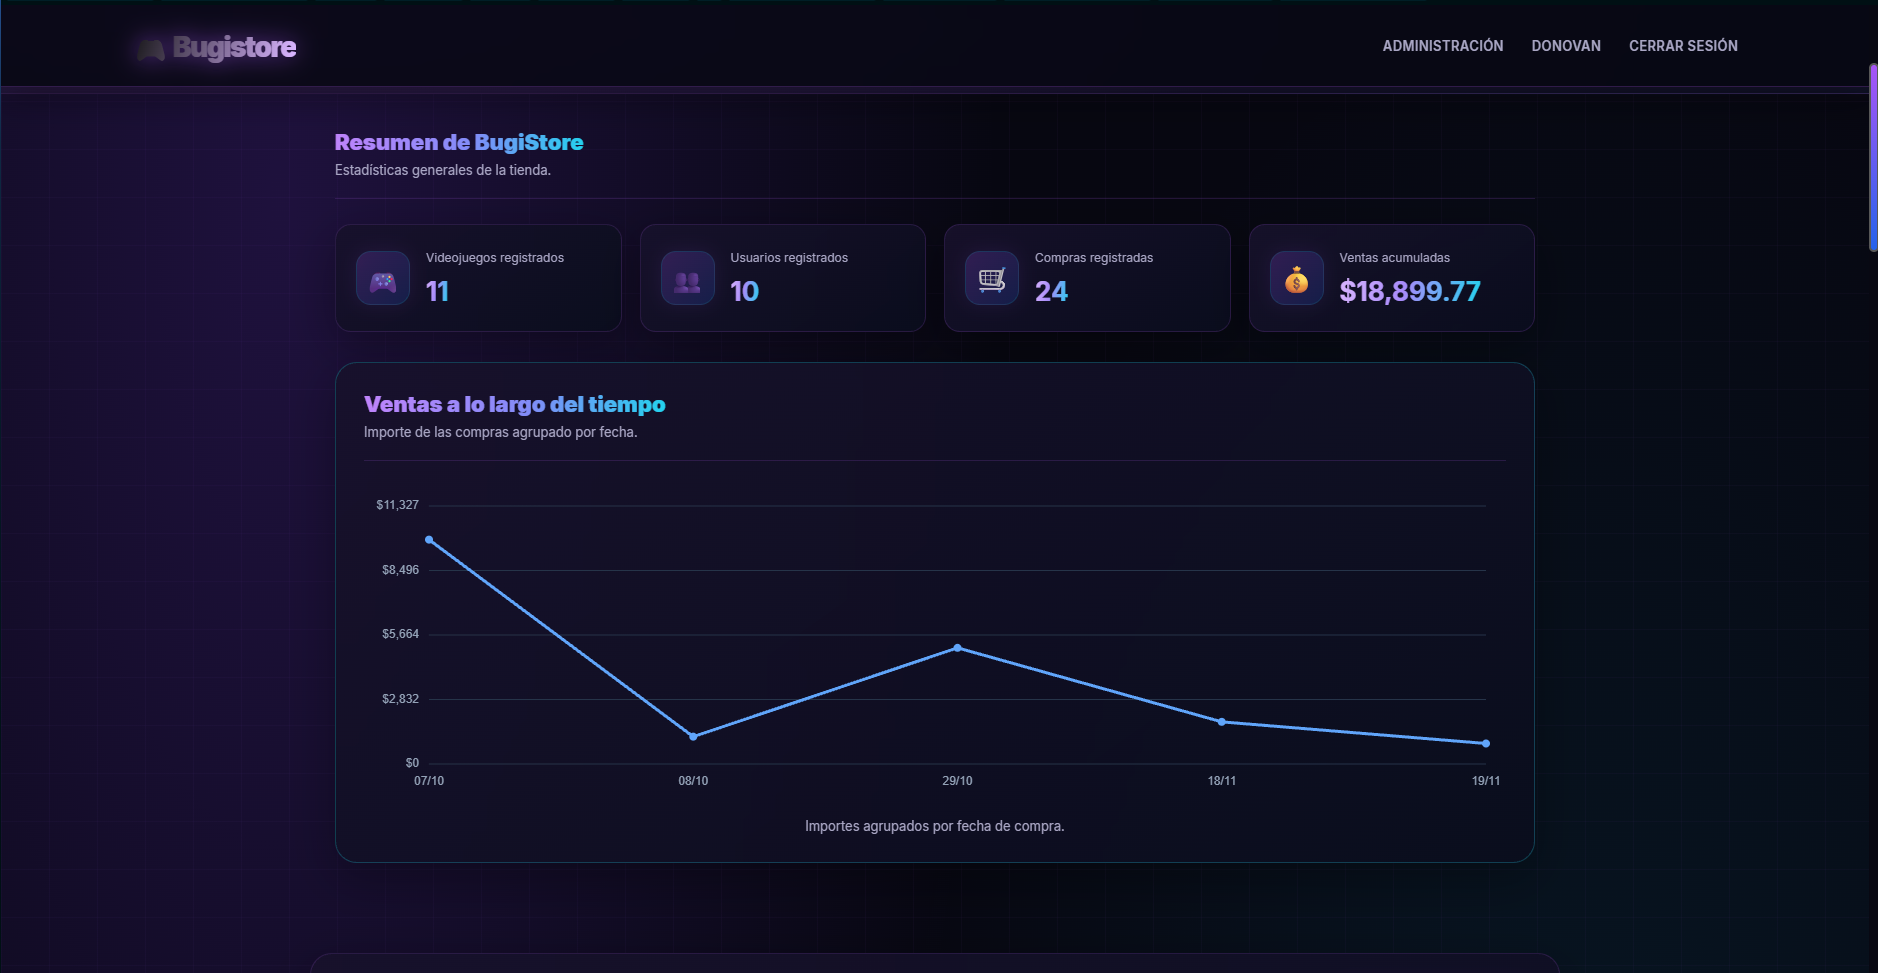 Bugistore
ADMINISTRACIÓN DONOVAN CERRAR SESIÓN
Resumen de BugiStore
Estadísticas generales de la tienda.
Videojuegos registrados
11
Usuarios registrados
10
Compras registradas
24
Ventas acumuladas
$18,899.77
Ventas a lo largo del tiempo
Importe de las compras agrupado por fecha.
$11,327
$8,496
$5,664
$2,832
$0
07/10 08/10 29/10 18/11 19/11
Importes agrupados por fecha de compra.